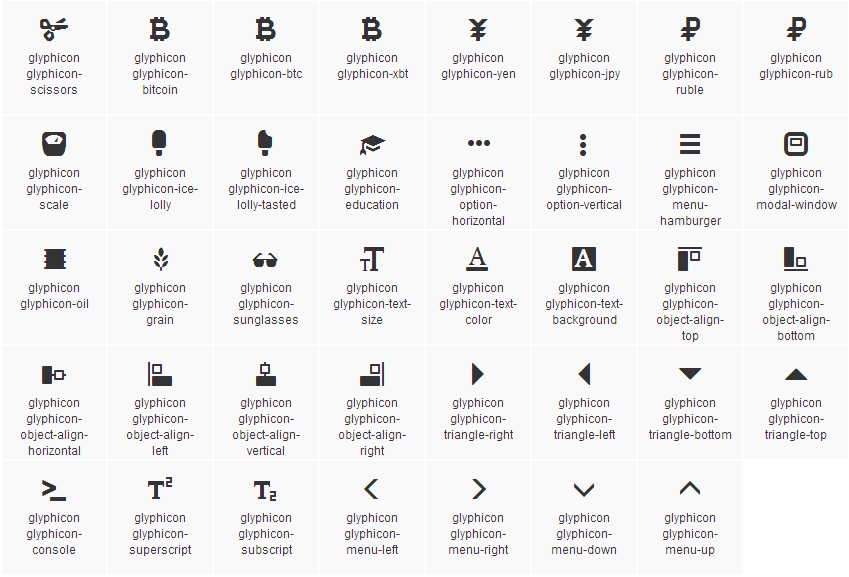 glyphicon
glyphicon-
scissors
glyphicon
glyphicon-
bitcoin
glyphicon
glyphicon-btc
glyphicon
glyphicon-xbt
glyphicon
glyphicon-yen
glyphicon
glyphicon-jpy
glyphicon
glyphicon-
ruble
glyphicon
glyphicon-rub
glyphicon
glyphicon-
scale
glyphicon
glyphicon-ice-
lolly
glyphicon
glyphicon-ice-
lolly-tasted
glyphicon
glyphicon-
education
glyphicon
glyphicon-
option-
horizontal
glyphicon
glyphicon-
option-vertical
glyphicon
glyphicon-
menu-
hamburger
glyphicon
glyphicon-
modal-window
glyphicon
glyphicon-oil
glyphicon
glyphicon-
grain
glyphicon
glyphicon-
sunglasses
glyphicon
glyphicon-text-
size
glyphicon
glyphicon-text-
color
glyphicon
glyphicon-text-
background
glyphicon
glyphicon-
object-align-
top
glyphicon
glyphicon-
object-align-
bottom
glyphicon
glyphicon-
object-align-
horizontal
glyphicon
glyphicon-
object-align-
left
glyphicon
glyphicon-
object-align-
vertical
glyphicon
glyphicon-
object-align-
right
glyphicon
glyphicon-
triangle-right
glyphicon
glyphicon-
triangle-left
glyphicon
glyphicon-
triangle-bottom
glyphicon
glyphicon-
triangle-top
glyphicon
glyphicon-
console
glyphicon
glyphicon-
superscript
glyphicon
glyphicon-
subscript
glyphicon
glyphicon-
menu-left
glyphicon
glyphicon-
menu-right
glyphicon
glyphicon-
menu-down
glyphicon
glyphicon-
menu-up